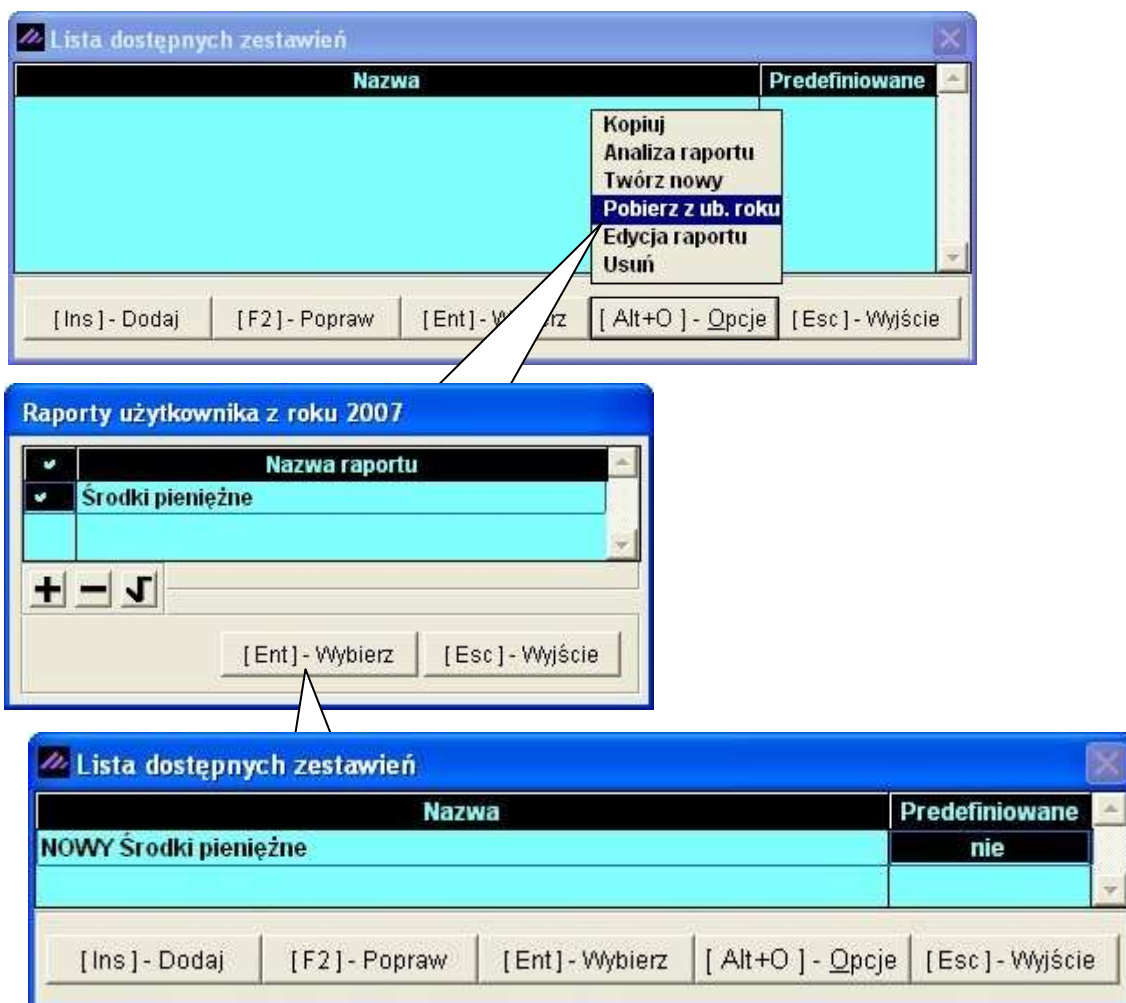 Lista dostępnych zestawień
Nazwa Predefiniowane
Kopiuj
Analiza raportu
Twórz nowy
Pobierz z ub. roku
Edycja raportu
Usuń
[Ins] - Dodaj [F2] - Popraw [Ent] - [Alt+O] - Opcje [Esc] - Wyjście
Raporty użytkownika z roku 2007
Nazwa raportu
Środki pieniężne
[Ent] - Wybierz [Esc] - Wyjście
Lista dostępnych zestawień
Nazwa Predefiniowane
NOWY Środki pieniężne nie
[Ins] - Dodaj [F2] - Popraw [Ent] - Wybierz [Alt+O] - Opcje [Esc] - Wyjście